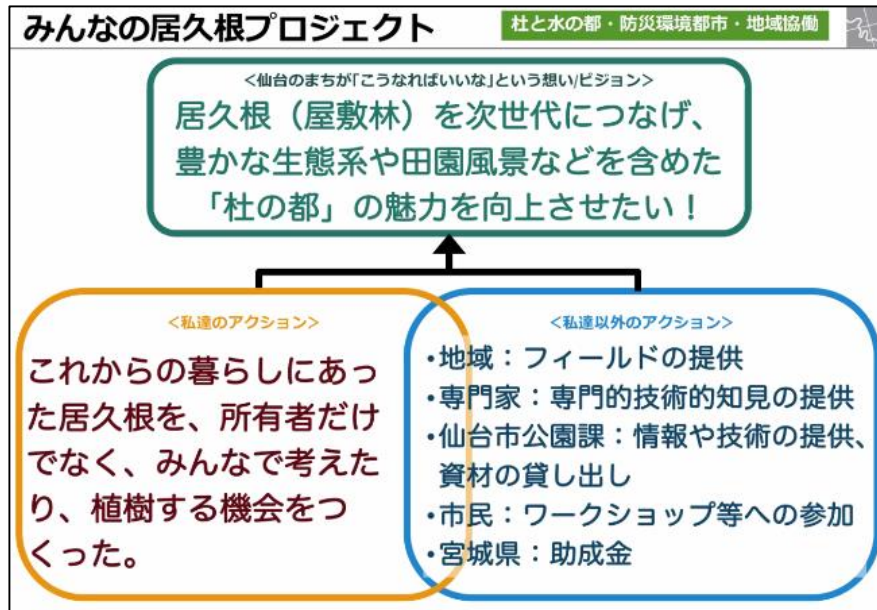 みんなの居久根プロジェクト
杜と水の都・防災環境都市・地域協働
<仙台のまちが「こうなればいいな」という想い/ビジョン>
居久根（屋敷林）を次世代につなげ、
豊かな生態系や田園風景などを含めた
「杜の都」の魅力を向上させたい！
<私達のアクション>
これからの暮らしにあっ
た居久根を、所有者だけ
でなく、みんなで考えた
り、植樹する機会をつ
くった。
<私達以外のアクション>
・地域：フィールドの提供
・専門家：専門的技術的知見の提供
・仙台市公園課：情報や技術の提供、
資材の貸し出し
・市民：ワークショップ等への参加
・宮城県：助成金